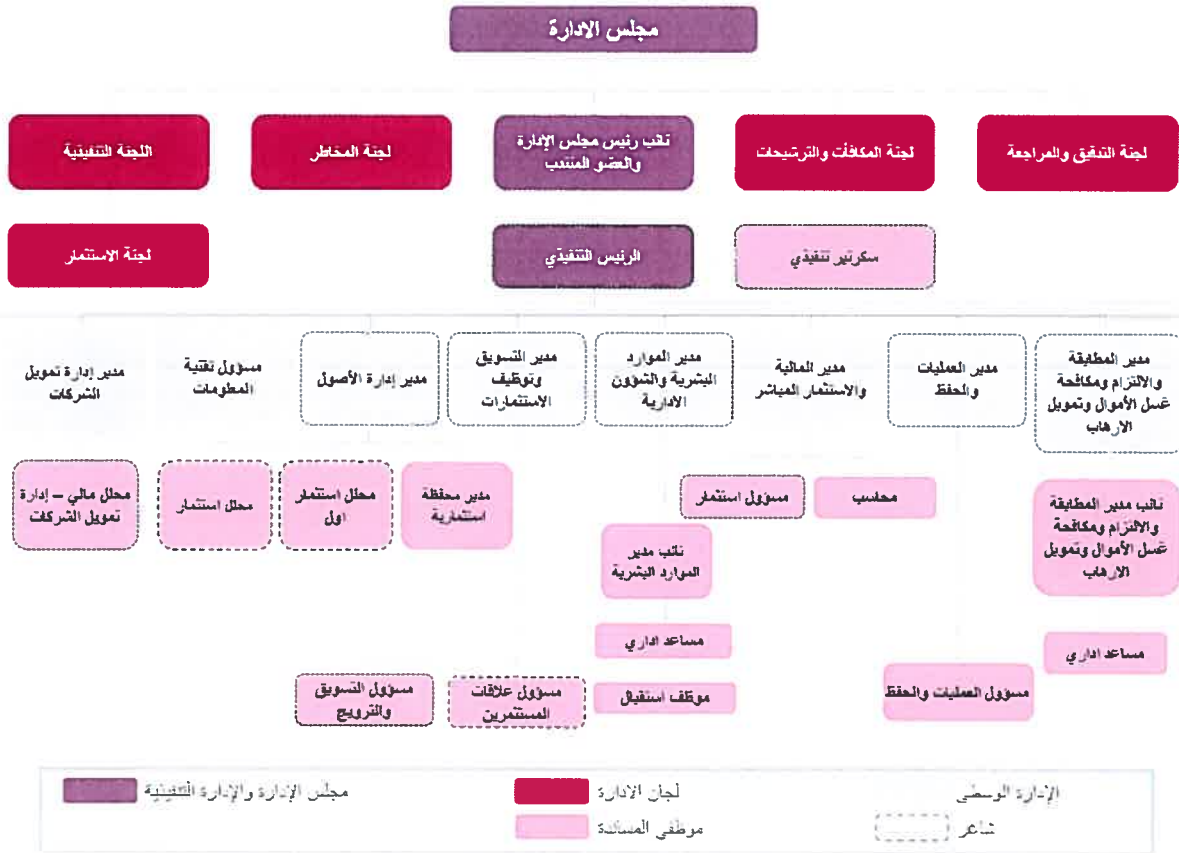 مجلس الادارة
لجنة التدقيق والمراجعة
لجنة المكافآت والترشيحات
نائب رئيس مجلس الإدارة
والعضو المنتدب
لجنة المخاطر
اللجنة التنفيذية
سكرتير تنفيذي
الرئيس التنفيذي
لجنة الاستثمار
مدير المطابقة
والالتزام ومكافحة
غسل الأموال وتمويل
الارهاب
مدير العمليات
والحفظ
مدير المالية
والاستثمار المباشر
مدير الموارد
البشرية والشؤون
الادارية
مدير التسويق
وتوظيف
الاستثمارات
مدير إدارة الأصول
مسؤول تقنية
المعلومات
مدير إدارة تمويل
الشركات
نائب مدير المطابقة
والالتزام ومكافحة
غسل الأموال وتمويل
الارهاب
محاسب
مسؤول استثمار
نائب مدير
الموارد البشرية
مدير محفظة
استثمارية
محلل استثمار
اول
محلل استثمار
محلل مالي – إدارة
تمويل الشركات
مساعد اداري
مساعد اداري
مسؤول العمليات والحفظ
موظف استقبال
مسؤول علاقات
المستثمرين
مسؤول التسويق
والترويج
الإدارة الوسطى
لجان الادارة
مجلس الإدارة والإدارة التنفيذية
شاغر
موظفي المساندة